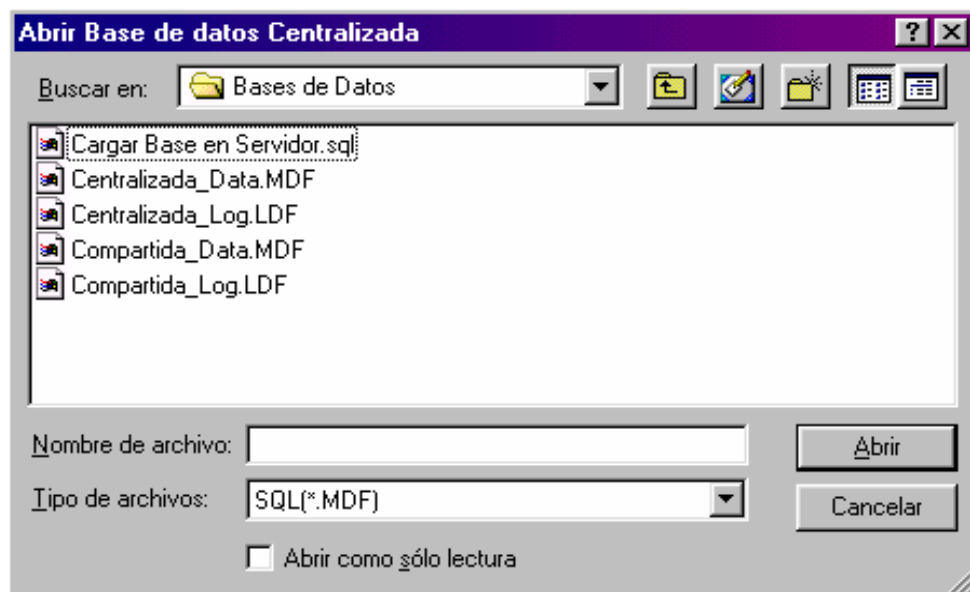 Abrir Base de datos Centralizada
Buscar en: Bases de Datos
Cargar Base en Servidor.sql
Centralizada_Data.MDF
Centralizada_Log.LDF
Compartida_Data.MDF
Compartida_Log.LDF
Nombre de archivo: Abrir
Tipo de archivos: SQL(*.MDF) Cancelar
Abrir como sólo lectura